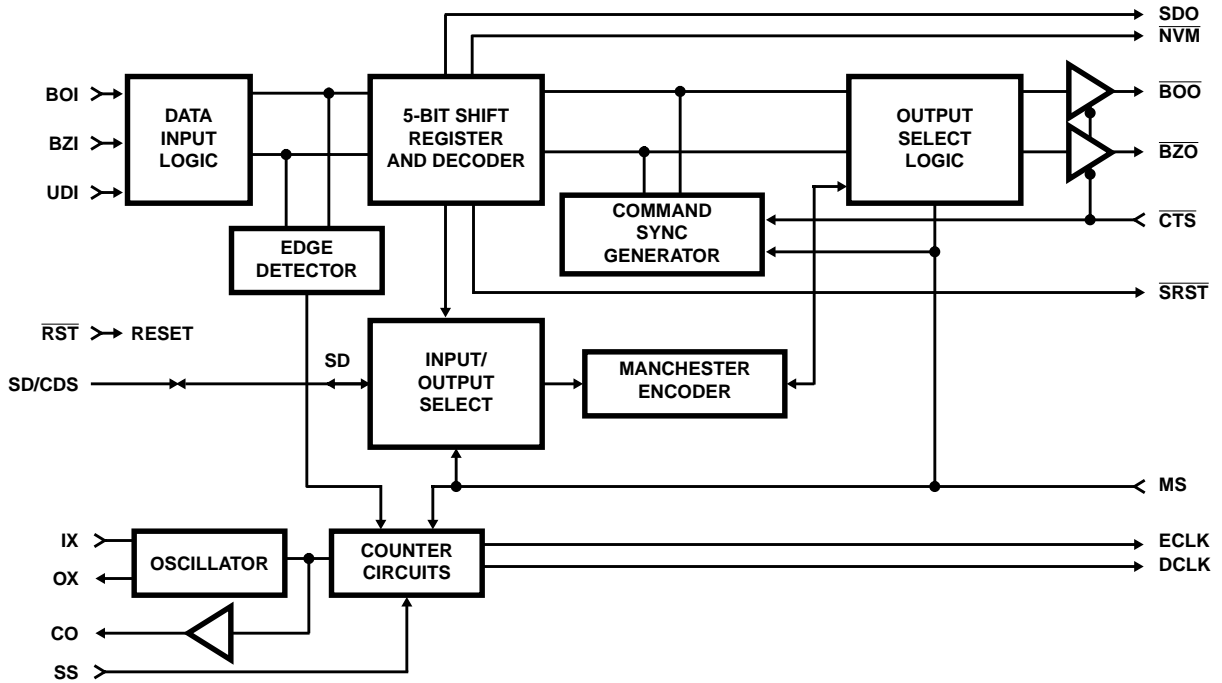 SDO
NVM
BOI
BZI
UDI
DATA
INPUT
LOGIC
5-BIT SHIFT
REGISTER
AND DECODER
OUTPUT
SELECT
LOGIC
BOO
BZO
CTS
COMMAND
SYNC
GENERATOR
EDGE
DETECTOR
SRST
RST
RESET
SD/CDS
SD
INPUT/
OUTPUT
SELECT
MANCHESTER
ENCODER
MS
IX
OX
OSCILLATOR
COUNTER
CIRCUITS
ECLK
DCLK
CO
SS